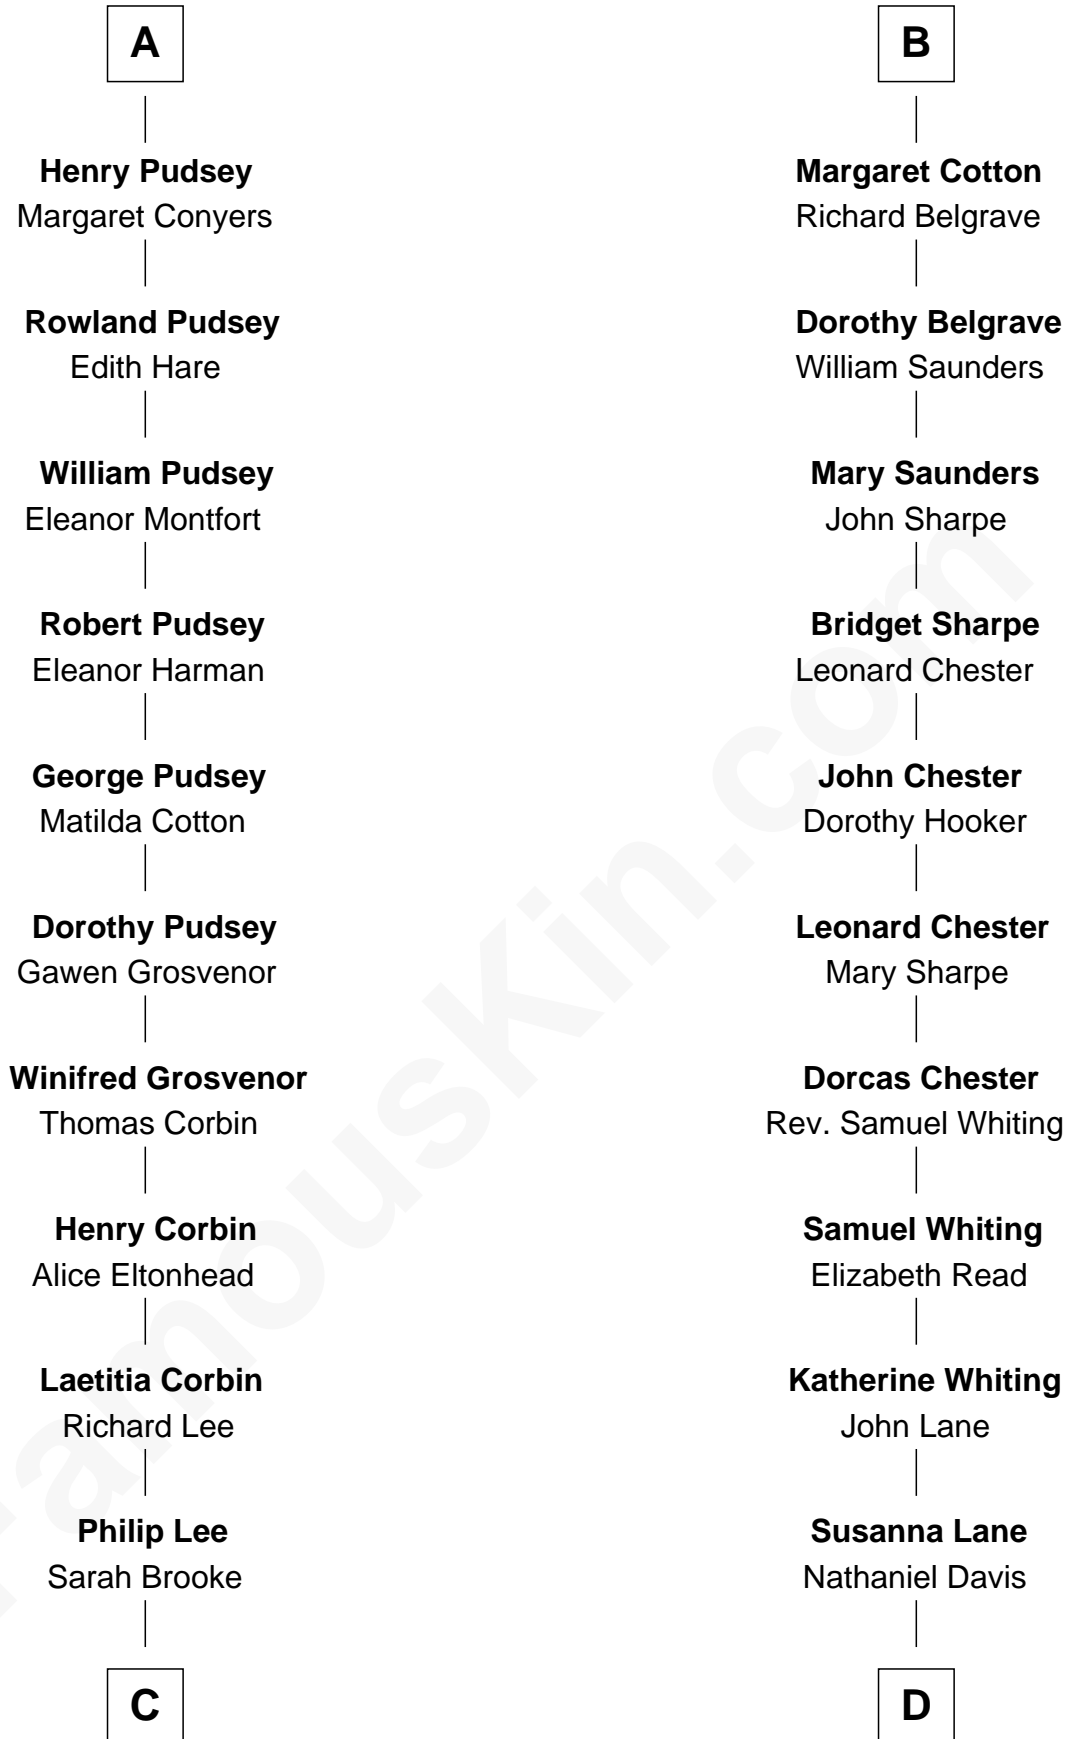 A
Henry Pudsey
Margaret Conyers
Rowland Pudsey
Edith Hare
William Pudsey
Eleanor Montfort
Robert Pudsey
Eleanor Harman
George Pudsey
Matilda Cotton
Dorothy Pudsey
Gawen Grosvenor
Winifred Grosvenor
Thomas Corbin
Henry Corbin
Alice Eltonhead
Laetitia Corbin
Richard Lee
Philip Lee
Sarah Brooke
C
B
Margaret Cotton
Richard Belgrave
Dorothy Belgrave
William Saunders
Mary Saunders
John Sharpe
Bridget Sharpe
Leonard Chester
John Chester
Dorothy Hooker
Leonard Chester
Mary Sharpe
Dorcas Chester
Rev. Samuel Whiting
Samuel Whiting
Elizabeth Read
Katherine Whiting
John Lane
Susanna Lane
Nathaniel Davis
D
FamousKin.com